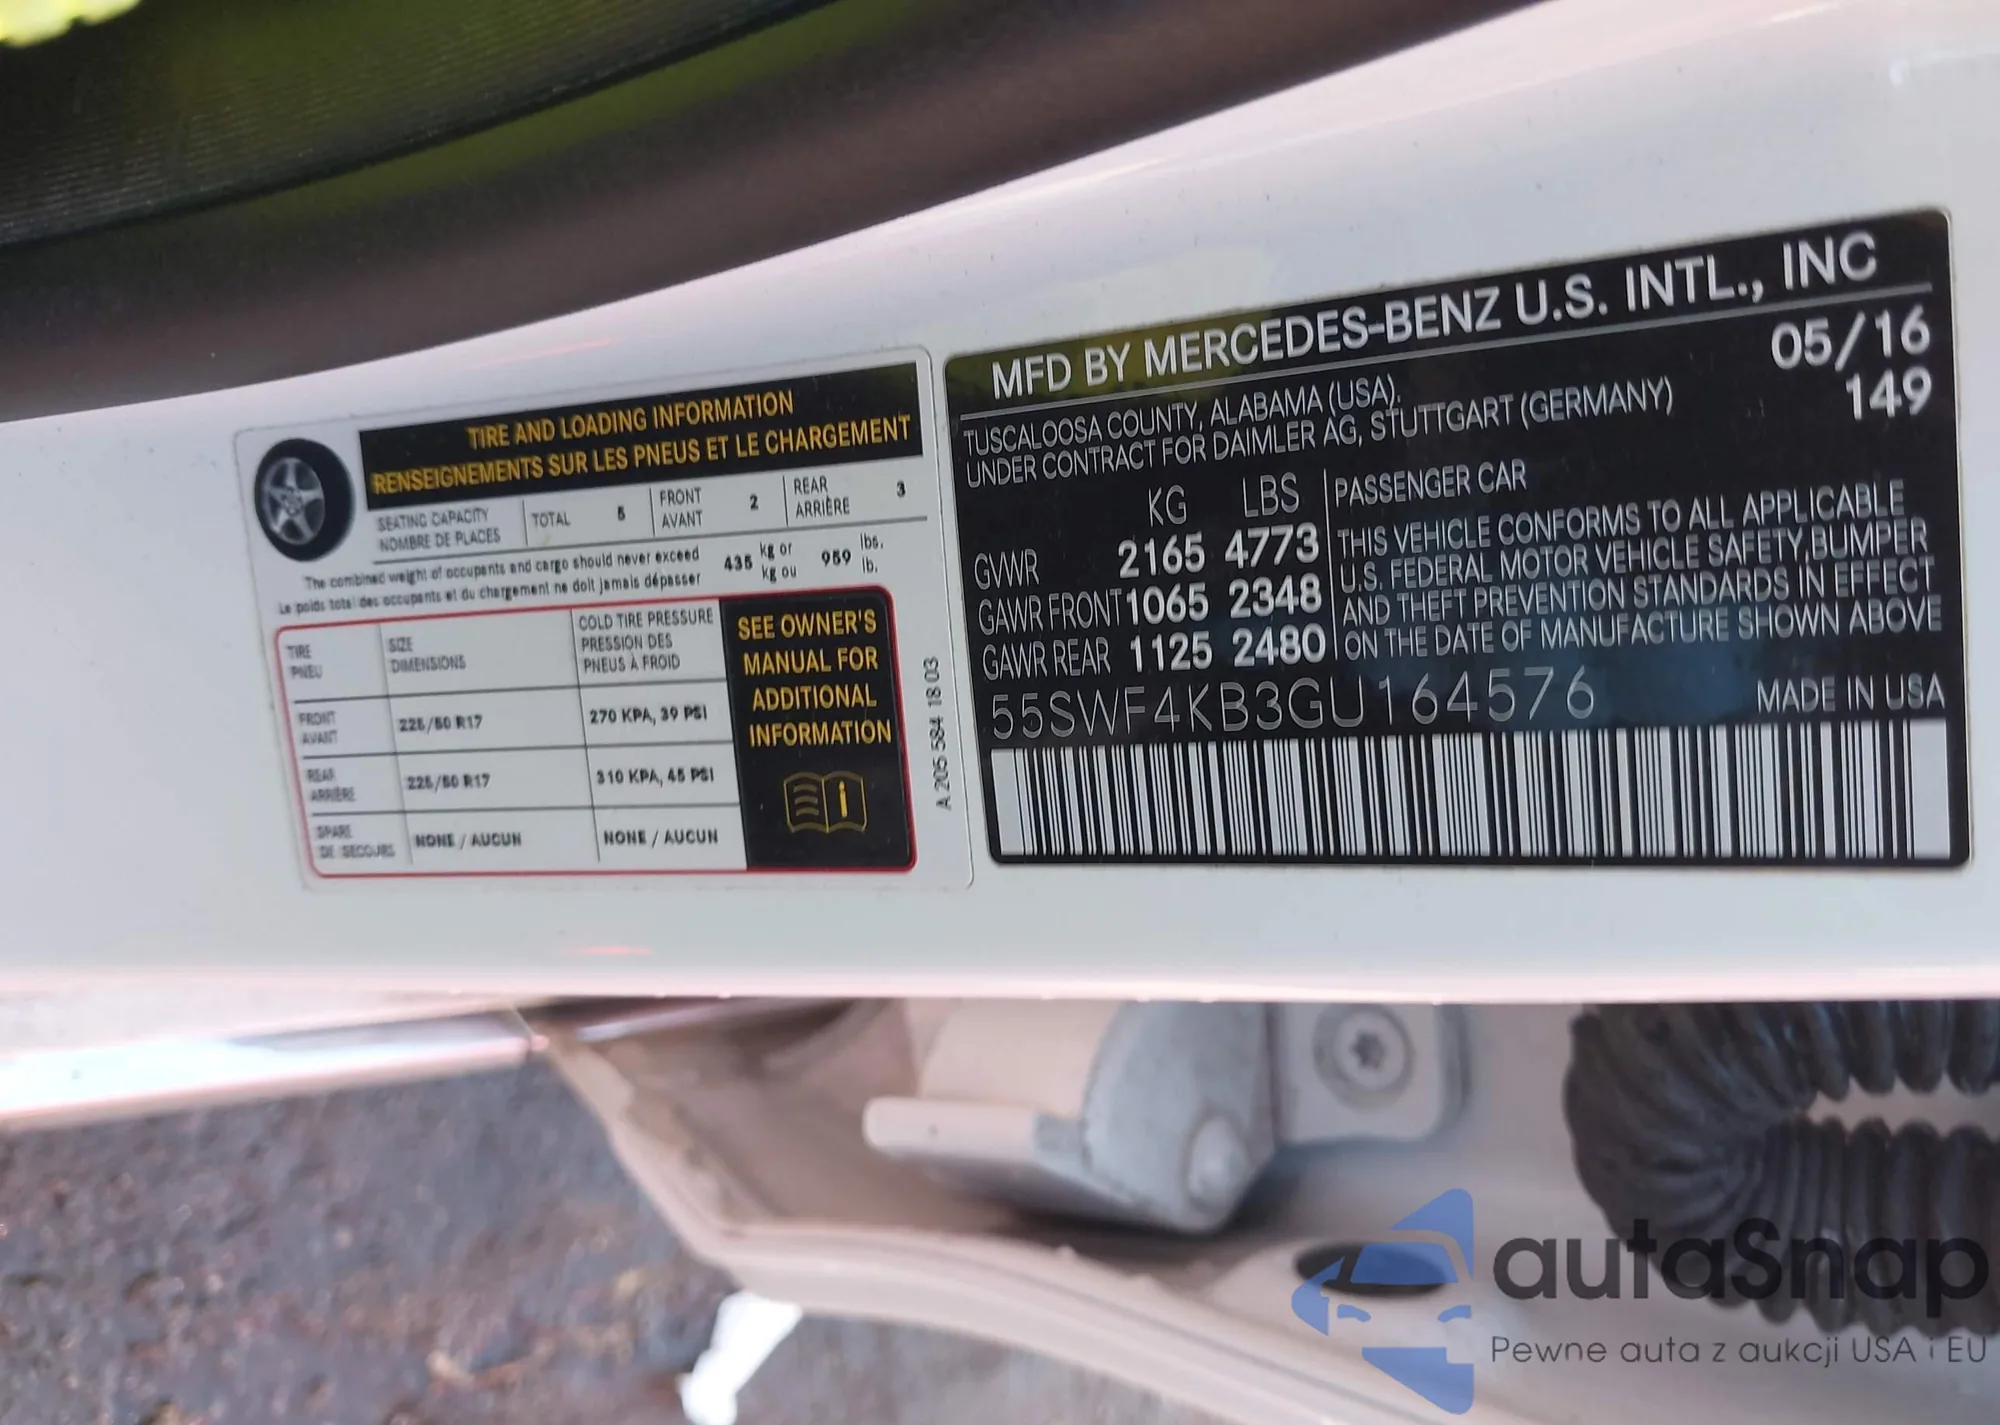 TIRE AND LOADING INFORMATION
RENSEIGNEMENTS SUR LES PNEUS ET LE CHARGEMENT
SEATING CAPACITY TOTAL 5 FRONT 2 REAR 3
NOMBRE DE PLACES AVANT ARRIÈRE
The combined weight of occupants and cargo should never exceed 435 kg or 959 lbs.
Le poids total des occupants et du chargement ne doit jamais dépasser kg ou lb.
TIRE SIZE COLD TIRE PRESSURE
PNEU DIMENSIONS PRESSION DES
PNEUS À FROID
FRONT 225/50 R17 270 KPA, 39 PSI
AVANT
REAR 225/50 R17 310 KPA, 45 PSI
ARRIÈRE
SPARE NONE / AUCUN NONE / AUCUN
DE SECOURS
SEE OWNER'S
MANUAL FOR
ADDITIONAL
INFORMATION
A 205 584 18 03
MFD BY MERCEDES-BENZ U.S. INTL., INC
TUSCALOOSA COUNTY, ALABAMA (USA). 05/16
UNDER CONTRACT FOR DAIMLER AG, STUTTGART (GERMANY) 149
KG LBS PASSENGER CAR
GVWR 2165 4773 THIS VEHICLE CONFORMS TO ALL APPLICABLE
GAWR FRONT 1065 2348 U.S. FEDERAL MOTOR VEHICLE SAFETY,BUMPER
GAWR REAR 1125 2480 AND THEFT PREVENTION STANDARDS IN EFFECT
ON THE DATE OF MANUFACTURE SHOWN ABOVE
55SWF4KB3GU164576 MADE IN USA
autaSnap
Pewne auta z aukcji USA i EU